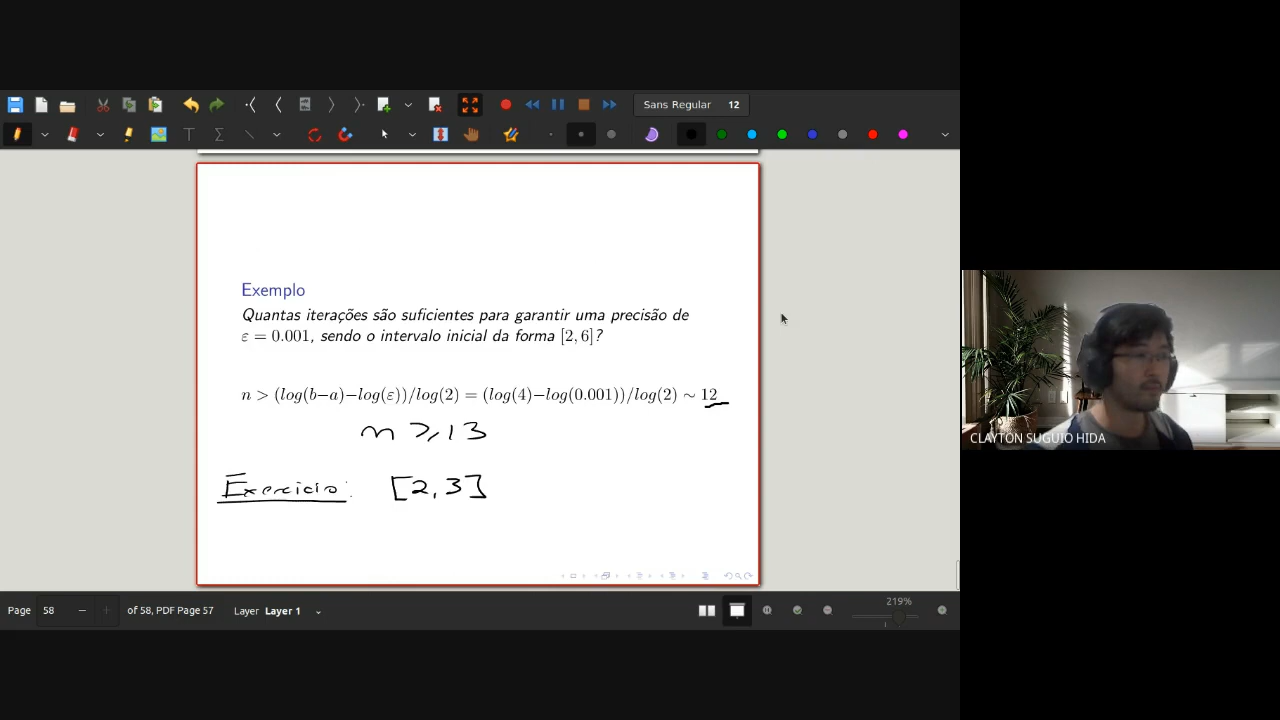 Sans Regular 12
Exemplo
Quantas iterações são suficientes para garantir uma precisão de
ε = 0.001, sendo o intervalo inicial da forma [2, 6]?
n > (log(b−a)−log(ε))/log(2) = (log(4)−log(0.001))/log(2) ∼ 12
n ≥ 13
Exercício: [2, 3]
CLAYTON SUGUIO HIDA
Page 58 − + of 58, PDF Page 57 Layer Layer 1 219%